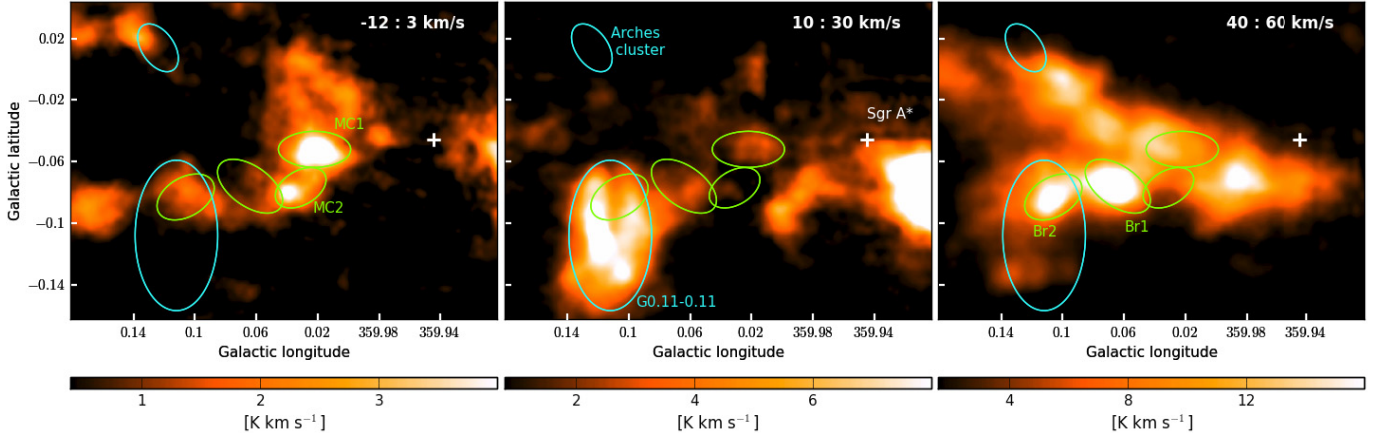 -12 : 3 km/s
10 : 30 km/s
40 : 60 km/s
Arches
cluster
Sgr A*
MC1
MC2
Br2
Br1
G0.11-0.11
0.02
−0.02
−0.06
−0.1
−0.14
Galactic latitude
0.14 0.1 0.06 0.02 359.98 359.94
0.14 0.1 0.06 0.02 359.98 359.94
0.14 0.1 0.06 0.02 359.98 359.94
Galactic longitude
Galactic longitude
Galactic longitude
1 2 3
2 4 6
4 8 12
[K km s⁻¹]
[K km s⁻¹]
[K km s⁻¹]